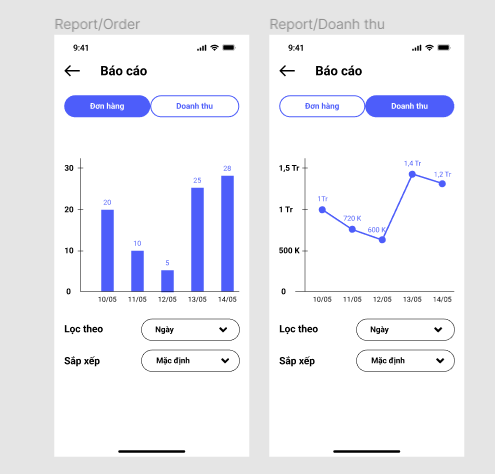 Report/Order
9:41
Báo cáo
Đơn hàng
Doanh thu
30
20
10
0
20
10
5
25
28
10/05 11/05 12/05 13/05 14/05
Lọc theo
Ngày
Sắp xếp
Mặc định
Report/Doanh thu
9:41
Báo cáo
Đơn hàng
Doanh thu
1,5 Tr
1 Tr
500 K
0
1Tr
720 K
600 K
1,4 Tr
1,2 Tr
10/05 11/05 12/05 13/05 14/05
Lọc theo
Ngày
Sắp xếp
Mặc định